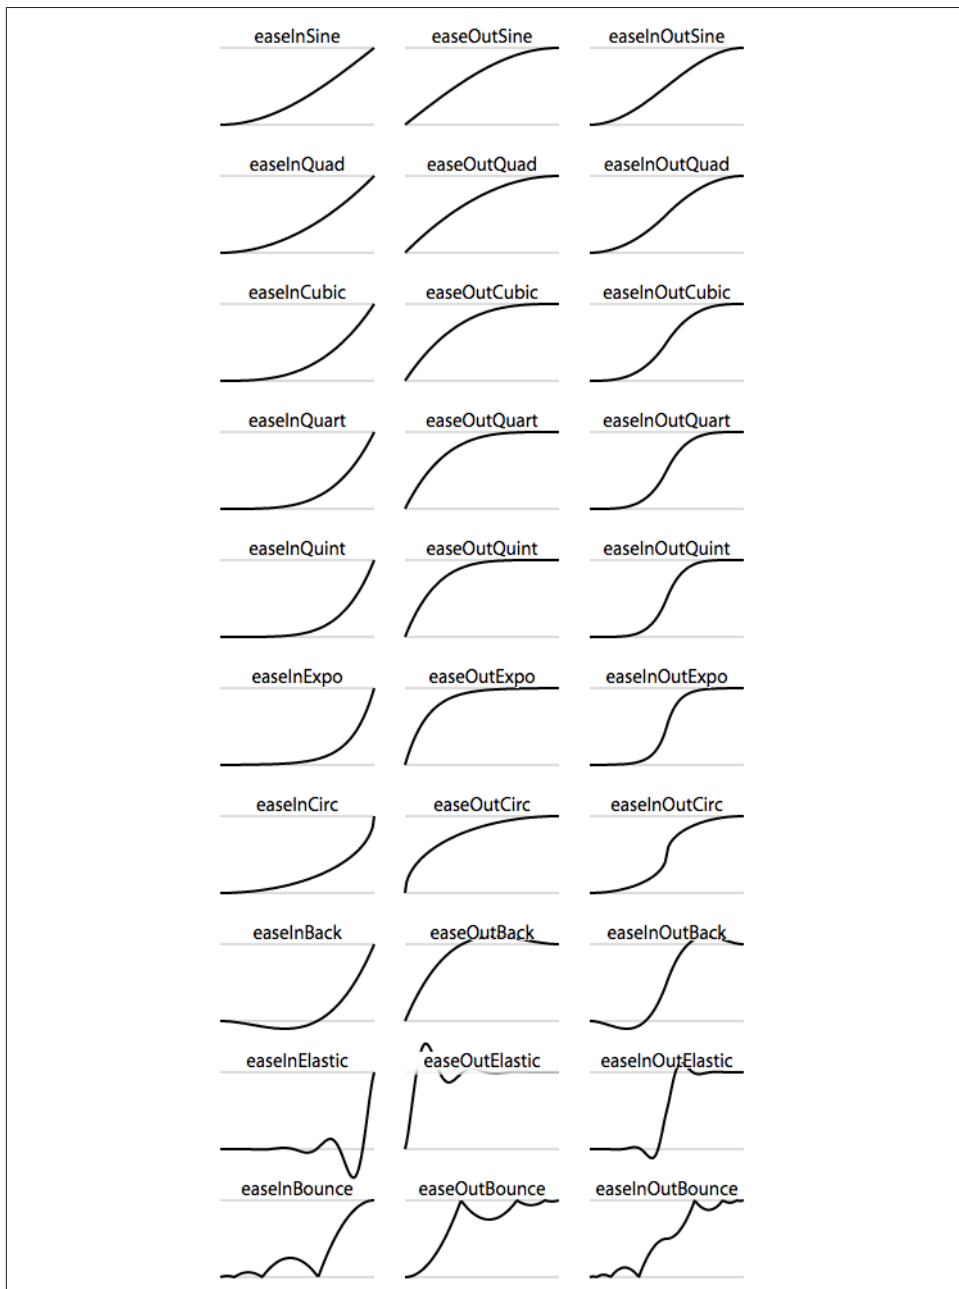 easeInSine easeOutSine easeInOutSine
easeInQuad easeOutQuad easeInOutQuad
easeInCubic easeOutCubic easeInOutCubic
easeInQuart easeOutQuart easeInOutQuart
easeInQuint easeOutQuint easeInOutQuint
easeInExpo easeOutExpo easeInOutExpo
easeInCirc easeOutCirc easeInOutCirc
easeInBack easeOutBack easeInOutBack
easeInElastic easeOutElastic easeInOutElastic
easeInBounce easeOutBounce easeInOutBounce